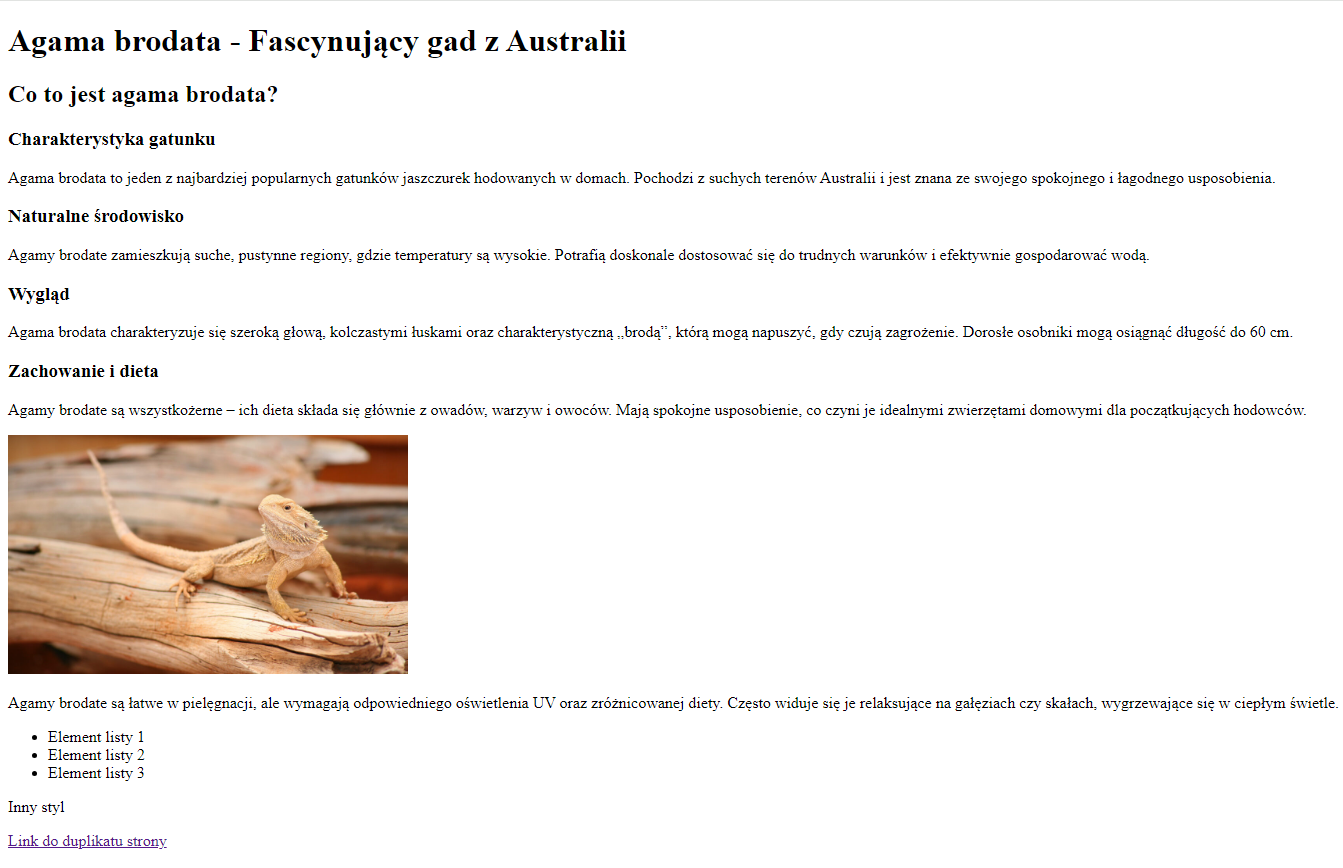 Agama brodata - Fascynujący gad z Australii
Co to jest agama brodata?
Charakterystyka gatunku
Agama brodata to jeden z najbardziej popularnych gatunków jaszczurek hodowanych w domach. Pochodzi z suchych terenów Australii i jest znana ze swojego spokojnego i łagodnego usposobienia.
Naturalne środowisko
Agamy brodate zamieszkują suche, pustynne regiony, gdzie temperatury są wysokie. Potrafią doskonale dostosować się do trudnych warunków i efektywnie gospodarować wodą.
Wygląd
Agama brodata charakteryzuje się szeroką głową, kolczastymi łuskami oraz charakterystyczną „brodą”, którą mogą napuszyć, gdy czują zagrożenie. Dorosłe osobniki mogą osiągnąć długość do 60 cm.
Zachowanie i dieta
Agamy brodate są wszystkożerne – ich dieta składa się głównie z owadów, warzyw i owoców. Mają spokojne usposobienie, co czyni je idealnymi zwierzętami domowymi dla początkujących hodowców.
Agamy brodate są łatwe w pielęgnacji, ale wymagają odpowiedniego oświetlenia UV oraz zróżnicowanej diety. Często widuje się je relaksujące na gałęziach czy skałach, wygrzewające się w ciepłym świetle.
• Element listy 1
• Element listy 2
• Element listy 3
Inny styl
Link do duplikatu strony